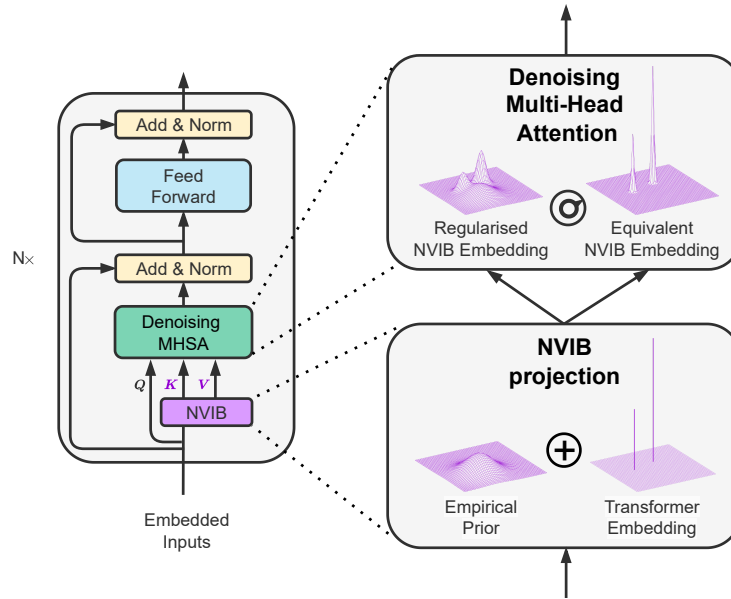 Add & Norm
Feed
Forward
N×
Add & Norm
Denoising
MHSA
Q
K
V
NVIB
Embedded
Inputs
Denoising
Multi-Head
Attention
Regularised
NVIB Embedding
Equivalent
NVIB Embedding
NVIB
projection
Empirical
Prior
Transformer
Embedding